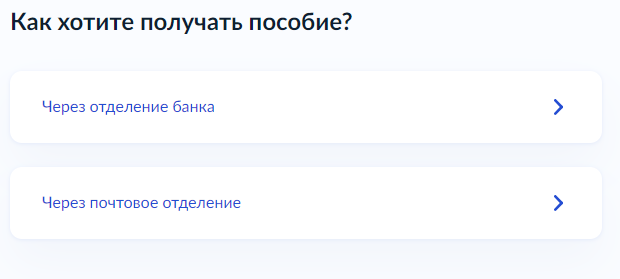 Как хотите получать пособие?
Через отделение банка
Через почтовое отделение